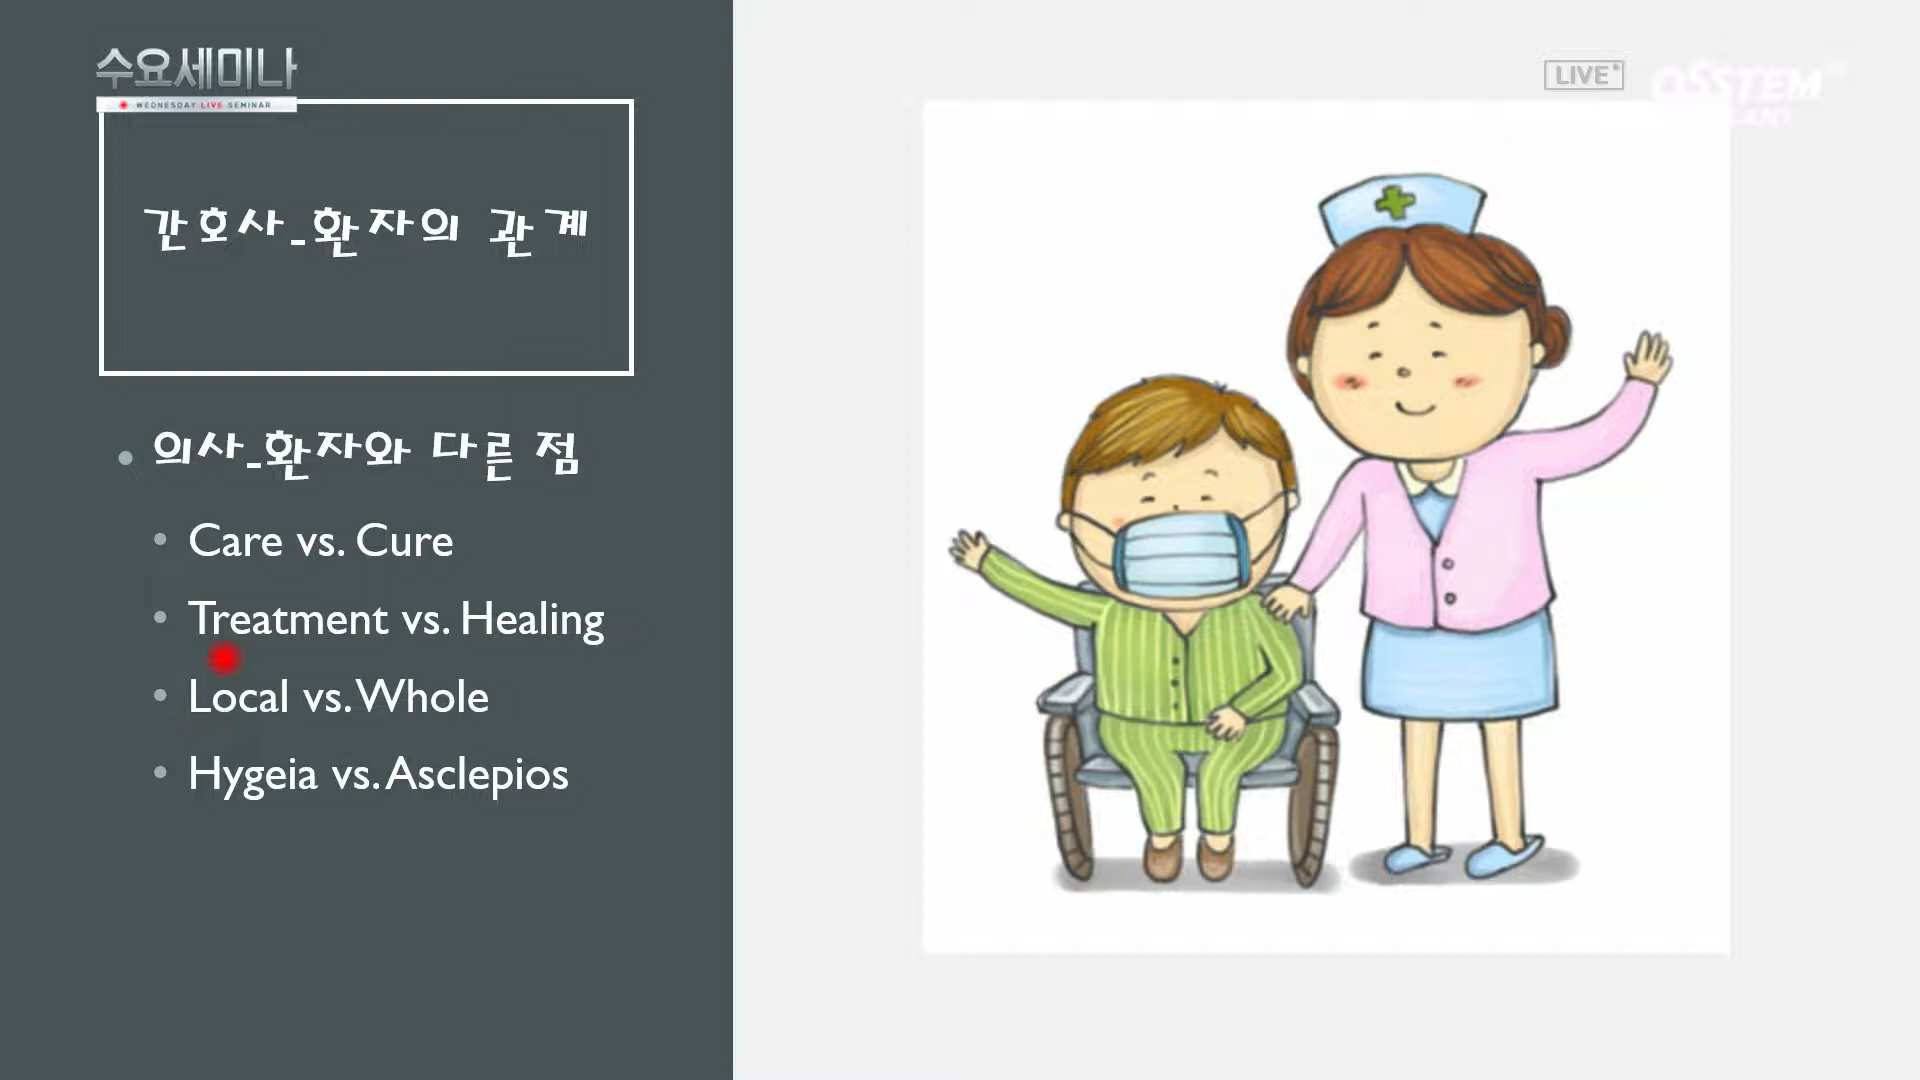 수요세미나
WEDNESDAY LIVE SEMINAR
LIVE
OSSTEM
간호사-환자의 관계
• 의사-환자와 다른 점
• Care vs. Cure
• Treatment vs. Healing
• Local vs. Whole
• Hygeia vs. Asclepios